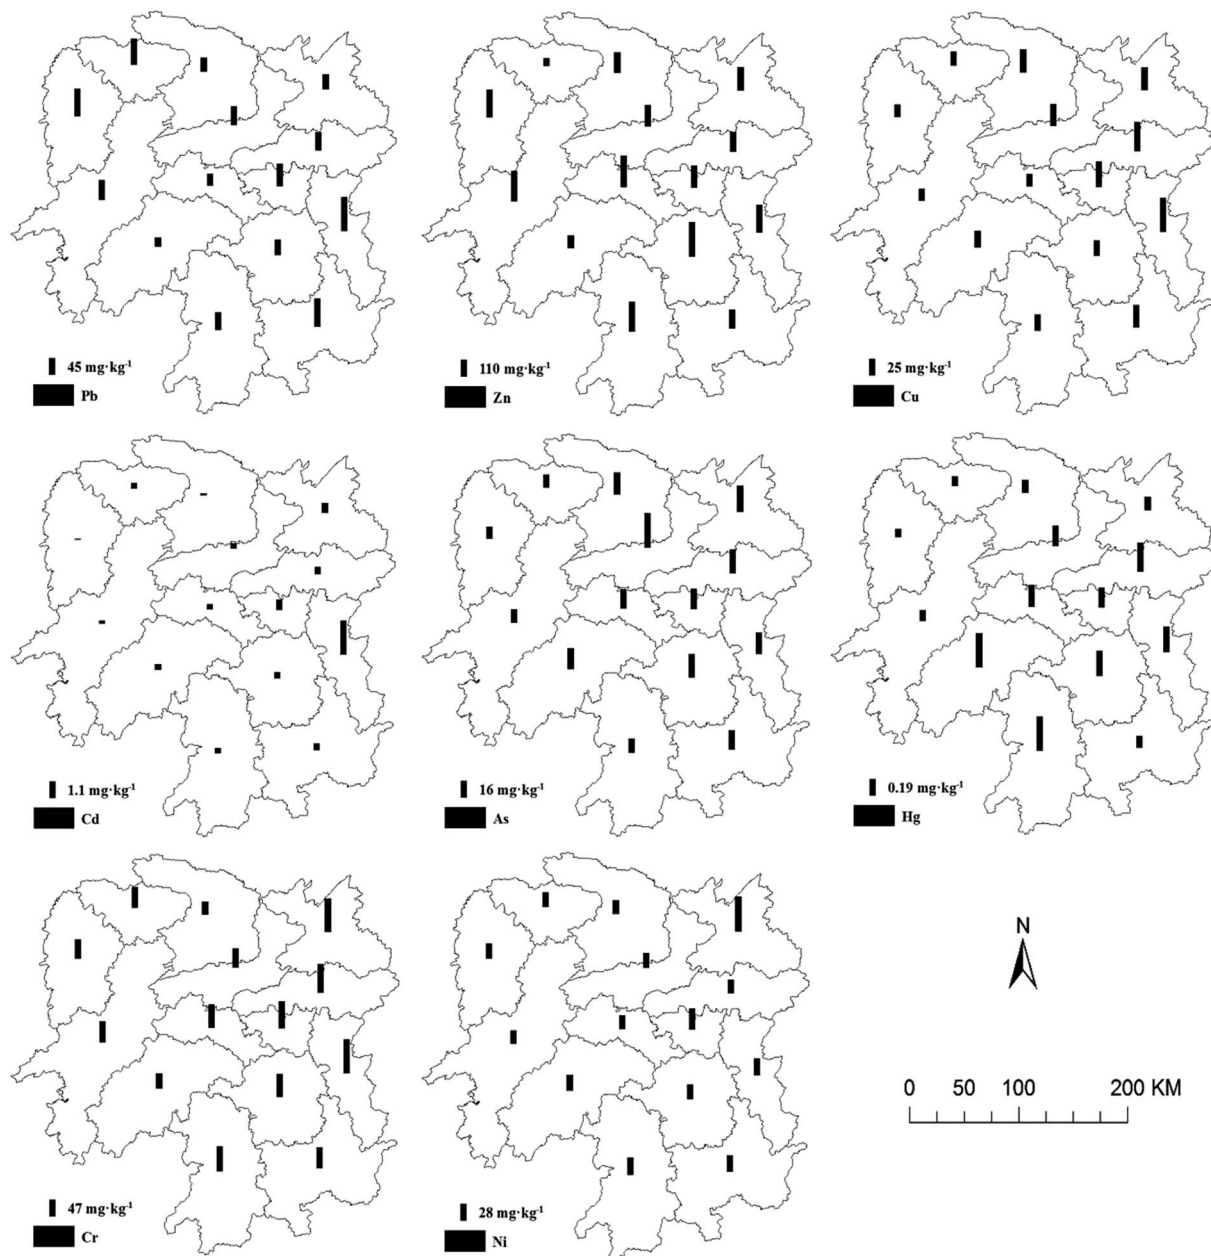 45 mg·kg⁻¹
Pb
110 mg·kg⁻¹
Zn
25 mg·kg⁻¹
Cu
1.1 mg·kg⁻¹
Cd
16 mg·kg⁻¹
As
0.19 mg·kg⁻¹
Hg
47 mg·kg⁻¹
Cr
28 mg·kg⁻¹
Ni
N
0 50 100 200 KM